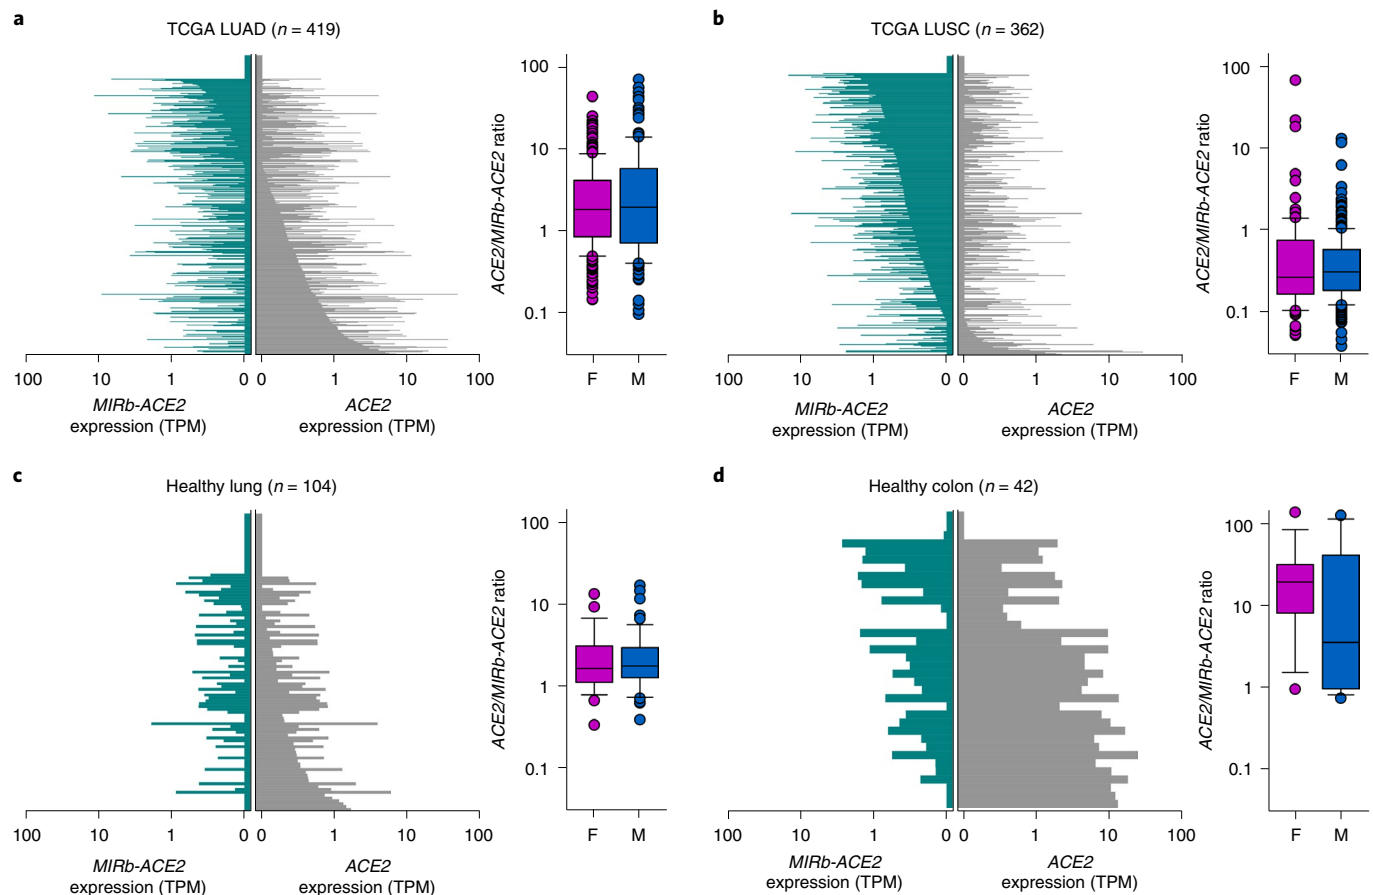 a
TCGA LUAD (n = 419)
100
10
1
0
0
1
10
100
MIRb-ACE2
expression (TPM)
ACE2
expression (TPM)
ACE2/MIRb-ACE2 ratio
100
10
1
0.1
F
M
b
TCGA LUSC (n = 362)
100
10
1
0
0
1
10
100
MIRb-ACE2
expression (TPM)
ACE2
expression (TPM)
ACE2/MIRb-ACE2 ratio
100
10
1
0.1
F
M
c
Healthy lung (n = 104)
100
10
1
0
0
1
10
100
MIRb-ACE2
expression (TPM)
ACE2
expression (TPM)
ACE2/MIRb-ACE2 ratio
100
10
1
0.1
F
M
d
Healthy colon (n = 42)
100
10
1
0
0
1
10
100
MIRb-ACE2
expression (TPM)
ACE2
expression (TPM)
ACE2/MIRb-ACE2 ratio
100
10
1
0.1
F
M